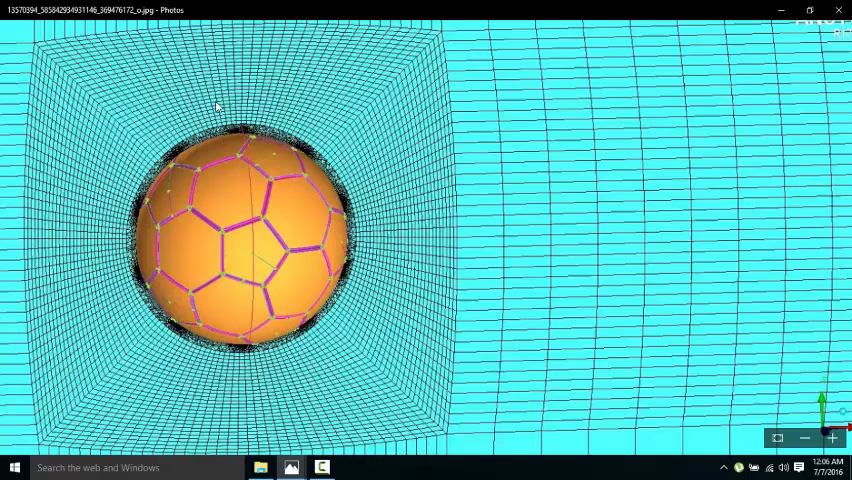 13570394_585842934931146_369476172_o.jpg - Photos
Search the web and Windows
12:06 AM
7/7/2016